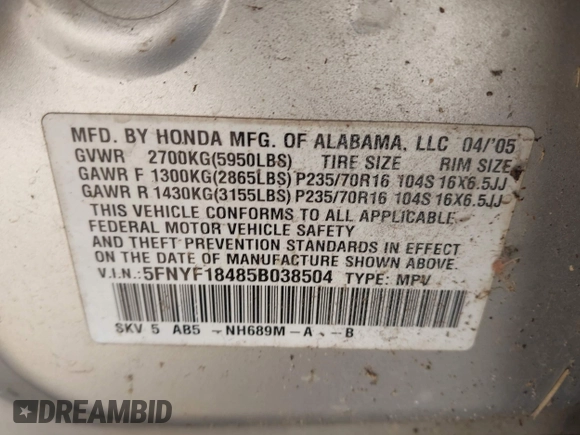 MFD. BY HONDA MFG. OF ALABAMA, LLC 04/'05
GVWR 2700KG(5950LBS) TIRE SIZE RIM SIZE
GAWR F 1300KG(2865LBS) P235/70R16 104S 16X6.5JJ
GAWR R 1430KG(3155LBS) P235/70R16 104S 16X6.5JJ
THIS VEHICLE CONFORMS TO ALL APPLICABLE
FEDERAL MOTOR VEHICLE SAFETY
AND THEFT PREVENTION STANDARDS IN EFFECT
ON THE DATE OF MANUFACTURE SHOWN ABOVE.
V.I.N.: 5FNYF18485B038504 TYPE: MPV
SKV 5 AB5 - NH689M-A - B
DREAMBID